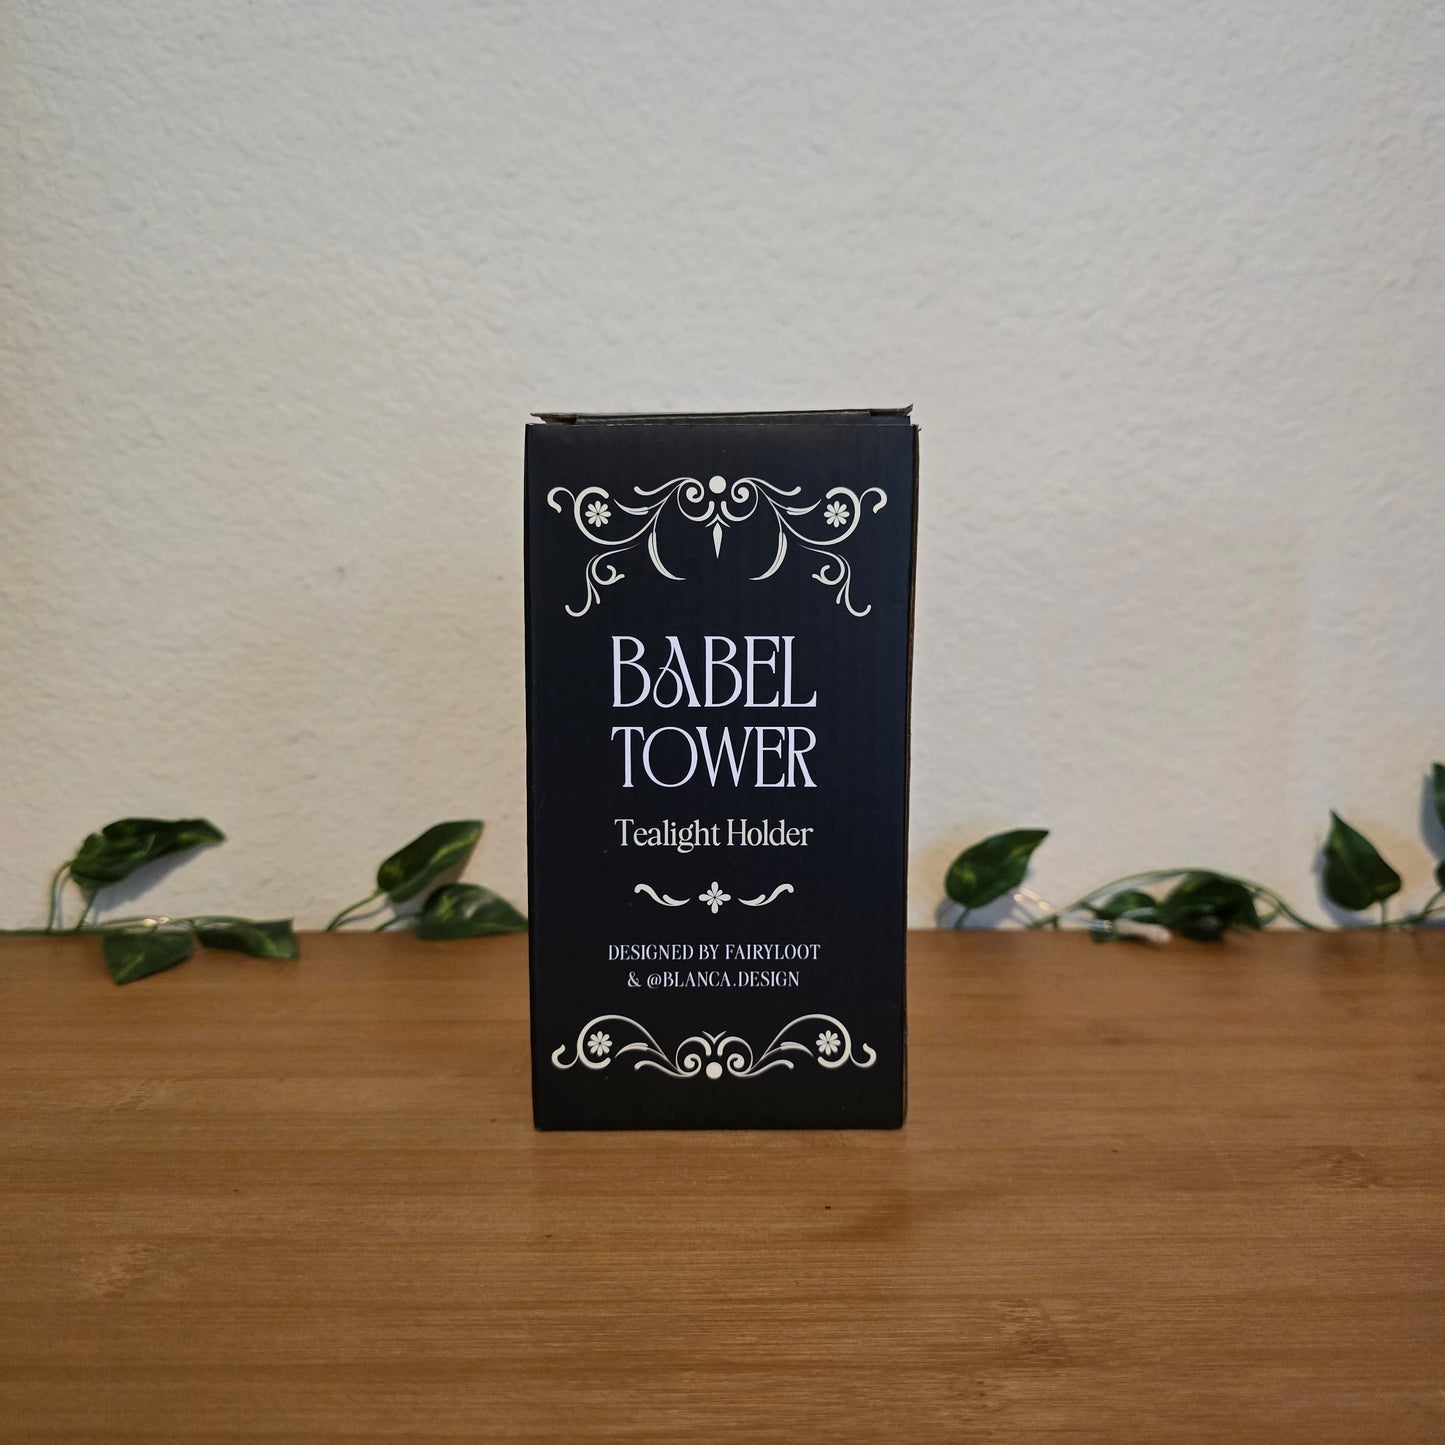 BABEL
TOWER
Tealight Holder
DESIGNED BY FAIRYLOOT
& @BLANCA.DESIGN